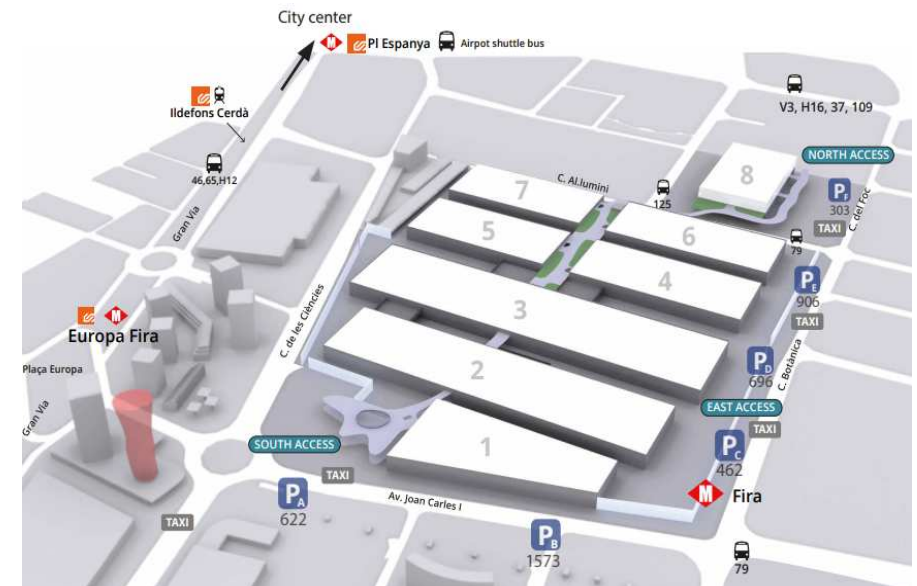 City center
M
Pl Espanya
Airpot shuttle bus
Ildefons Cerdà
46,65,H12
V3, H16, 37, 109
NORTH ACCESS
8
P F
303
TAXI
C. del Foc
7
C. Al.lumini
125
Gran Via
5
6
79
4
P E
906
TAXI
C. de les Ciències
3
M
Europa Fira
Plaça Europa
2
P D
696
C. Botànica
Gran Via
EAST ACCESS
TAXI
SOUTH ACCESS
1
P C
462
TAXI
M
Fira
P A
622
Av. Joan Carles I
TAXI
P B
1573
79